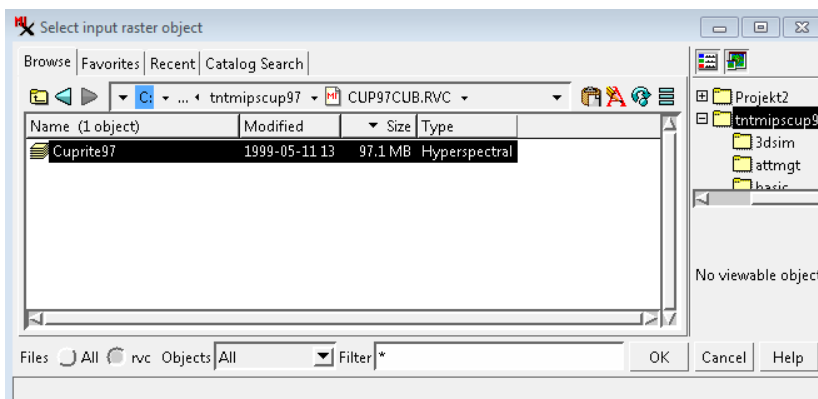 Select input raster object
Browse Favorites Recent Catalog Search
C: ... tntmipscup97 CUP97CUB.RVC
Name (1 object) Modified Size Type
Cuprite97 1999-05-11 13 97.1 MB Hyperspectral
Projekt2
tntmipscup9
3dsim
attmgt
basic
No viewable object
Files All rvc Objects All Filter * OK Cancel Help